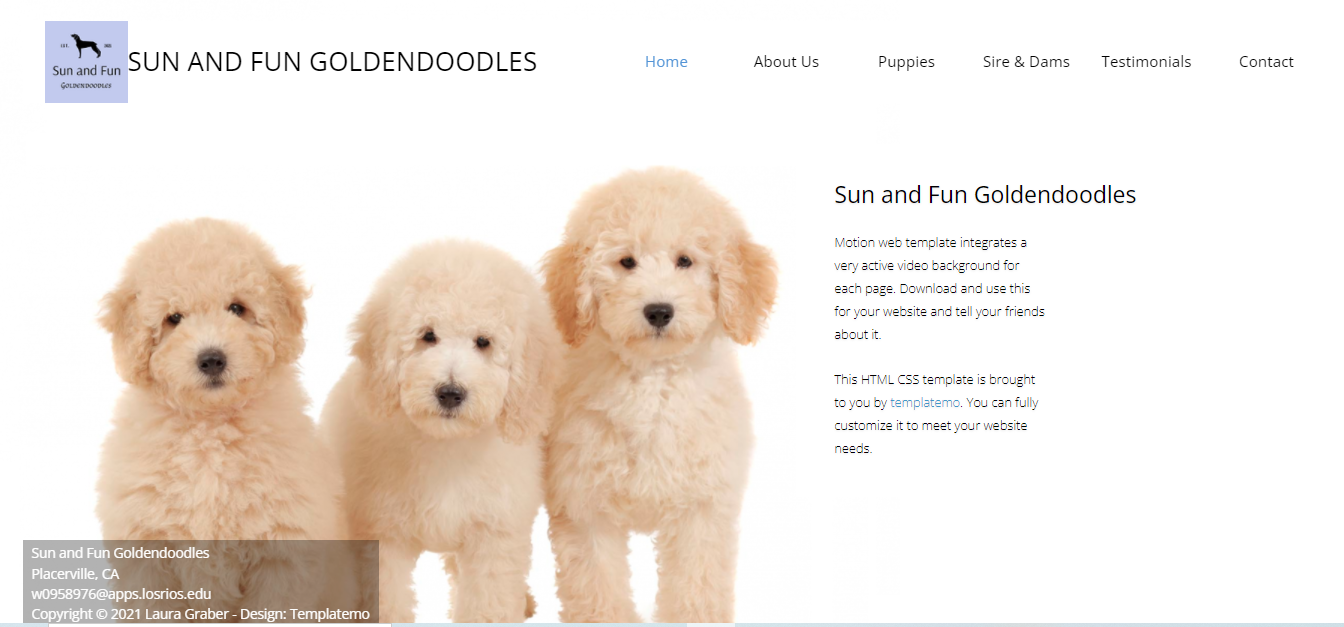 EST. 2021
Sun and Fun
GOLDENDOODLES
SUN AND FUN GOLDENDOODLES
Home
About Us
Puppies
Sire & Dams
Testimonials
Contact
Sun and Fun Goldendoodles
Motion web template integrates a
very active video background for
each page. Download and use this
for your website and tell your friends
about it.
This HTML CSS template is brought
to you by templatemo. You can fully
customize it to meet your website
needs.
Sun and Fun Goldendoodles
Placerville, CA
w0958976@apps.losrios.edu
Copyright © 2021 Laura Graber - Design: Templatemo